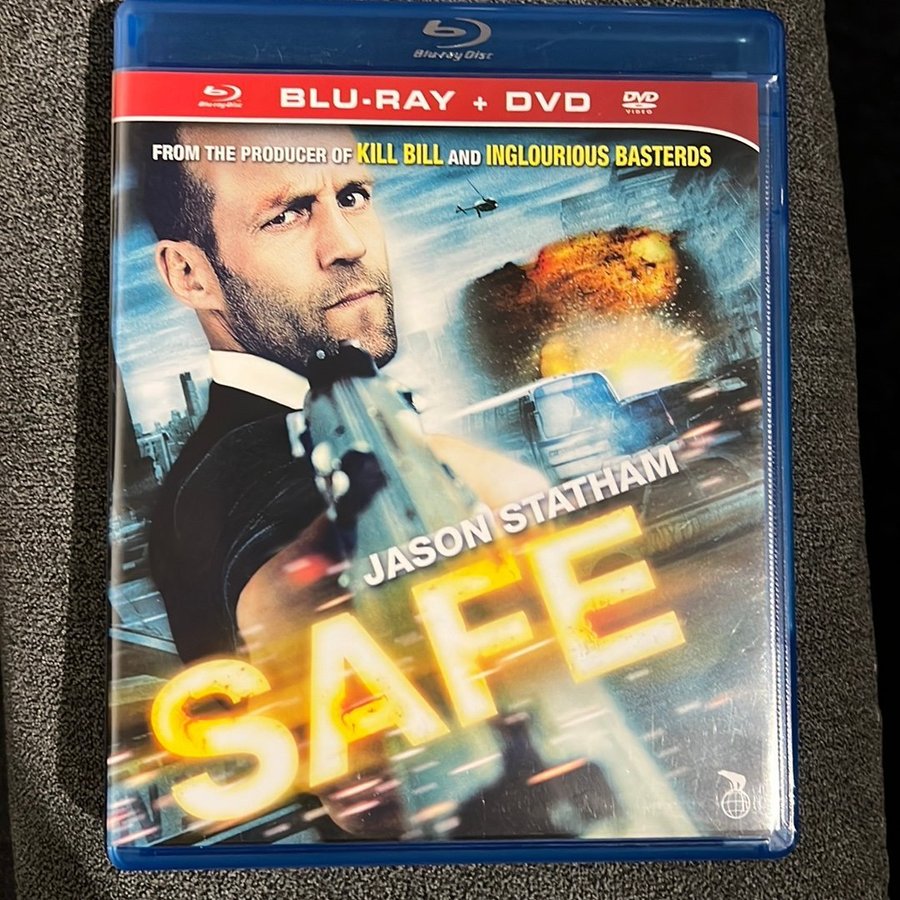 Blu-ray Disc
Blu-ray Disc BLU-RAY + DVD DVD VIDEO
FROM THE PRODUCER OF KILL BILL AND INGLOURIOUS BASTERDS
JASON STATHAM
SAFE